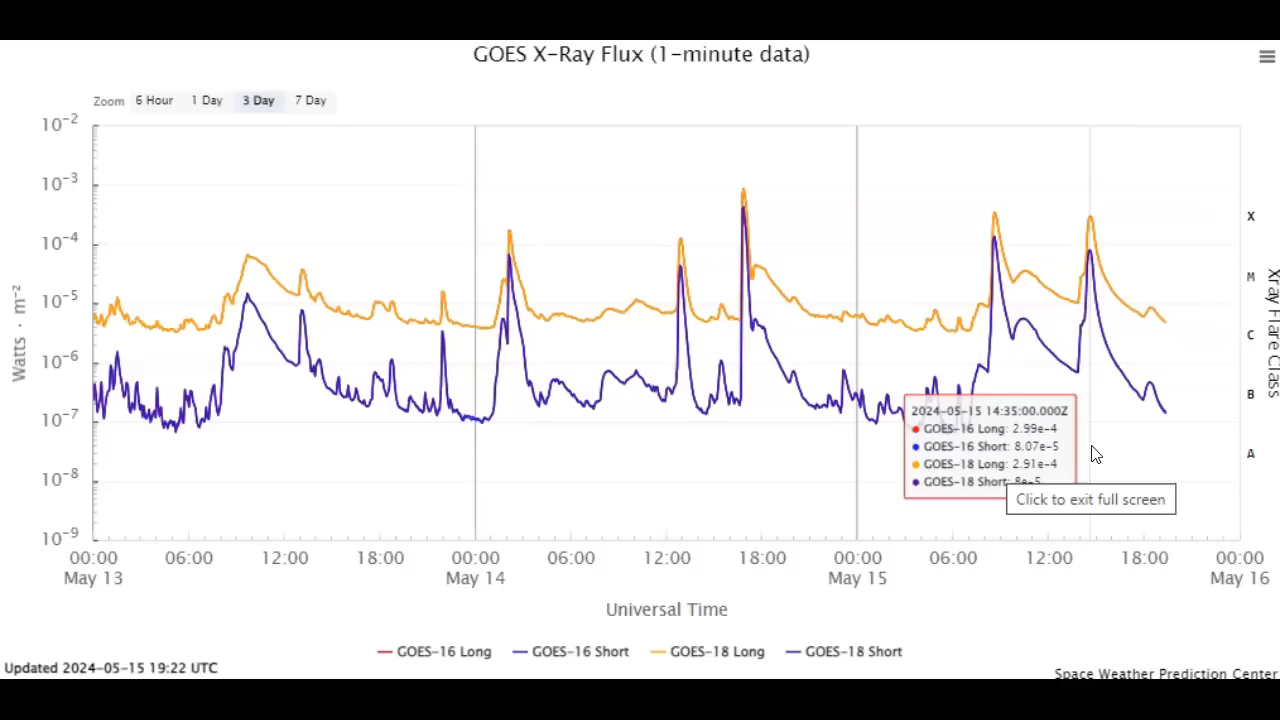 GOES X-Ray Flux (1-minute data)
Zoom 6 Hour 1 Day 3 Day 7 Day
10-2
10-3
10-4
10-5
10-6
10-7
10-8
10-9
Watts · m-2
X
M
C
B
A
Xray Flare Class
2024-05-15 14:35:00.000Z
GOES-16 Long: 2.99e-4
GOES-16 Short: 8.07e-5
GOES-18 Long: 2.91e-4
GOES-18 Short: 8e-5
Click to exit full screen
00:00 06:00 12:00 18:00 00:00 06:00 12:00 18:00 00:00 06:00 12:00 18:00 00:00
May 13 May 14 May 15 May 16
Universal Time
GOES-16 Long GOES-16 Short GOES-18 Long GOES-18 Short
Updated 2024-05-15 19:22 UTC
Space Weather Prediction Center